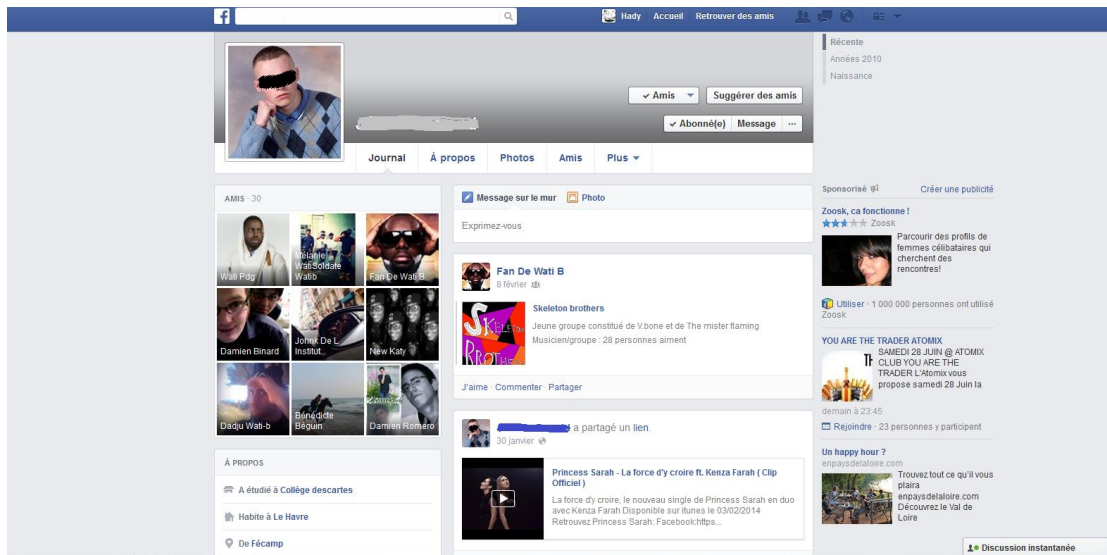 f
Hady Accueil Retrouver des amis
Récente
Années 2010
Naissance
Amis
Suggérer des amis
Abonné(e)
Message
...
Journal
À propos
Photos
Amis
Plus
AMIS · 30
Wati Pdg
Mélanie WatiSoldate Watib
Fan De Wati B
Damien Binard
Johnk De L Institut...
New Katy
Dadju Wati-b
Bénédicte Béguin
Damien Romero
À PROPOS
A étudié à Collège descartes
Habite à Le Havre
De Fécamp
Message sur le mur Photo
Exprimez-vous
Fan De Wati B
8 février
SKELETON
BROTHE
Skeleton brothers
Jeune groupe constitué de V.bone et de The mister flaming
Musicien/groupe : 28 personnes aiment
J'aime · Commenter · Partager
a partagé un lien.
30 janvier
Princess Sarah - La force d'y croire ft. Kenza Farah ( Clip
Officiel )
La force d'y croire, le nouveau single de Princess Sarah en duo
avec Kenza Farah Disponible sur itunes le 03/02/2014
Retrouvez Princess Sarah: Facebook:https...
Sponsorisé
Créer une publicité
Zoosk, ca fonctionne !
Zoosk
Parcourir des profils de
femmes célibataires qui
cherchent des
rencontres!
Utiliser · 1 000 000 personnes ont utilisé
Zoosk
YOU ARE THE TRADER ATOMIX
SAMEDI 28 JUIN @ ATOMIX
CLUB YOU ARE THE
TRADER L'Atomix vous
propose samedi 28 Juin la
demain à 23:45
Rejoindre · 23 personnes y participent
Un happy hour ?
enpaysdelaloire.com
Trouvez tout ce qu'il vous
plaira
enpaysdelaloire.com
Découvrez le Val de
Loire
Discussion instantanée